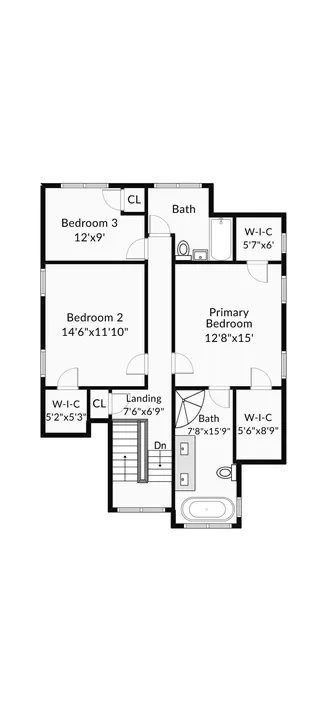 CL
Bath
Bedroom 3
12'x9'
W-I-C
5'7"x6'
Bedroom 2
14'6"x11'10"
Primary
Bedroom
12'8"x15'
W-I-C
5'2"x5'3"
CL
Landing
7'6"x6'9"
Bath
7'8"x15'9"
W-I-C
5'6"x8'9"
Dn